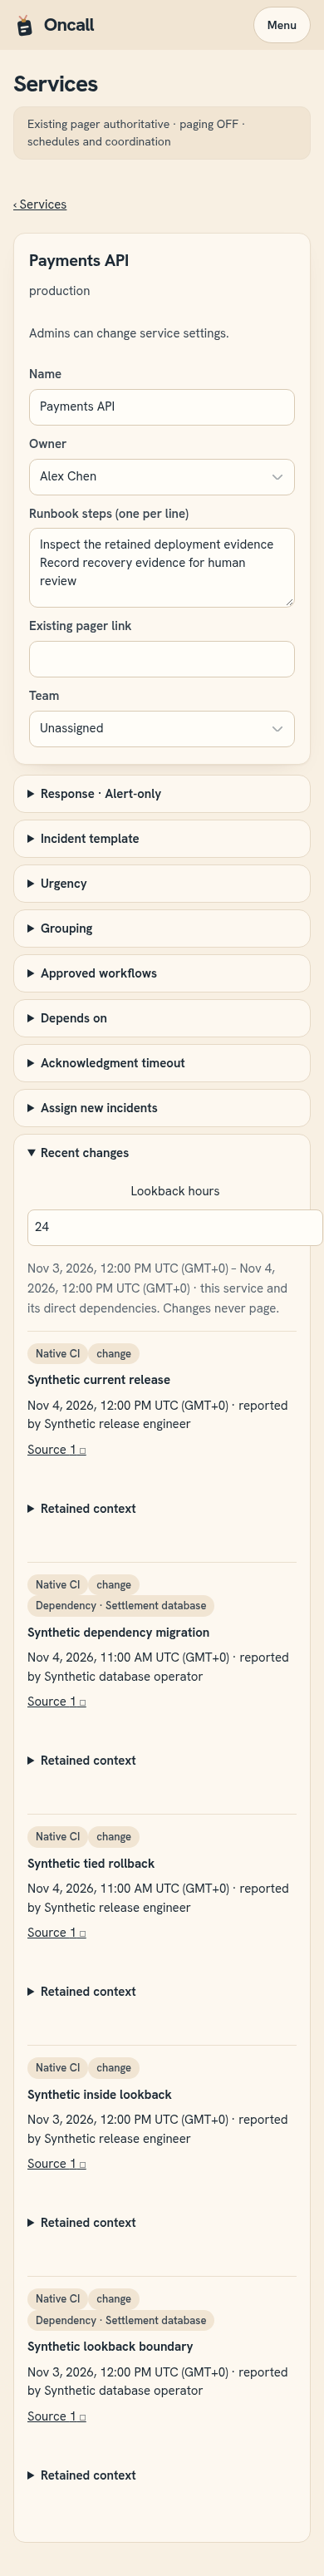 Oncall
Menu
Services
Existing pager authoritative · paging OFF ·
schedules and coordination
‹ Services
Payments API
production
Admins can change service settings.
Name
Payments API
Owner
Alex Chen
Runbook steps (one per line)
Inspect the retained deployment evidence
Record recovery evidence for human
review
Existing pager link
Team
Unassigned
Response · Alert-only
Incident template
Urgency
Grouping
Approved workflows
Depends on
Acknowledgment timeout
Assign new incidents
Recent changes
Lookback hours
24
Nov 3, 2026, 12:00 PM UTC (GMT+0) – Nov 4,
2026, 12:00 PM UTC (GMT+0) · this service and
its direct dependencies. Changes never page.
Native CI change
Synthetic current release
Nov 4, 2026, 12:00 PM UTC (GMT+0) · reported
by Synthetic release engineer
Source 1
Retained context
Native CI change
Dependency · Settlement database
Synthetic dependency migration
Nov 4, 2026, 11:00 AM UTC (GMT+0) · reported
by Synthetic database operator
Source 1
Retained context
Native CI change
Synthetic tied rollback
Nov 4, 2026, 11:00 AM UTC (GMT+0) · reported
by Synthetic release engineer
Source 1
Retained context
Native CI change
Synthetic inside lookback
Nov 3, 2026, 12:00 PM UTC (GMT+0) · reported
by Synthetic release engineer
Source 1
Retained context
Native CI change
Dependency · Settlement database
Synthetic lookback boundary
Nov 3, 2026, 12:00 PM UTC (GMT+0) · reported
by Synthetic database operator
Source 1
Retained context